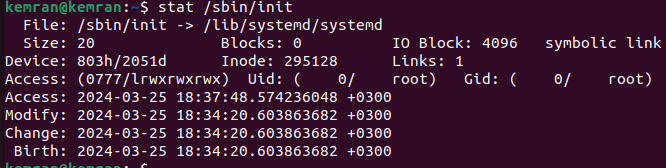 kemran@kemran:~$ stat /sbin/init
  File: /sbin/init -> /lib/systemd/systemd
  Size: 20              Blocks: 0          IO Block: 4096   symbolic link
Device: 803h/2051d      Inode: 295128      Links: 1
Access: (0777/lrwxrwxrwx)  Uid: (    0/    root)   Gid: (    0/    root)
Access: 2024-03-25 18:37:48.574236048 +0300
Modify: 2024-03-25 18:34:20.603863682 +0300
Change: 2024-03-25 18:34:20.603863682 +0300
 Birth: 2024-03-25 18:34:20.603863682 +0300
kemran@kemran:~$